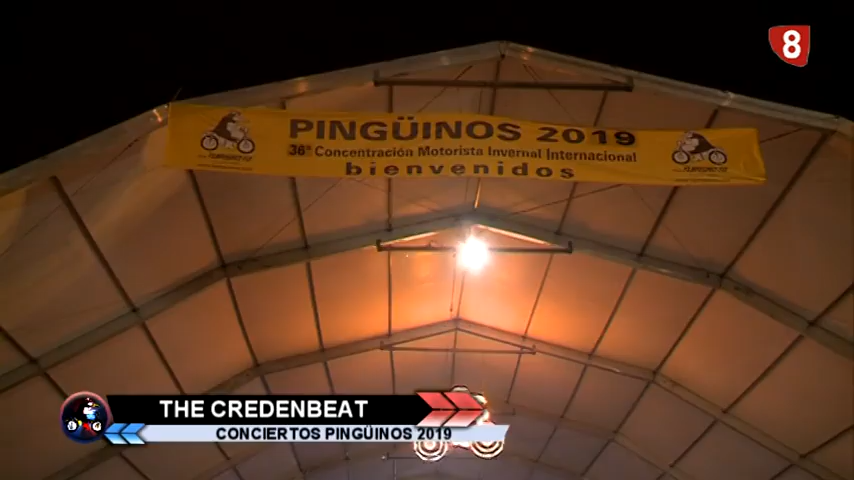 8
PINGÜINOS 2019
36ª Concentración Motorista Invernal Internacional
bienvenidos
THE CREDENBEAT
CONCIERTOS PINGÜINOS 2019